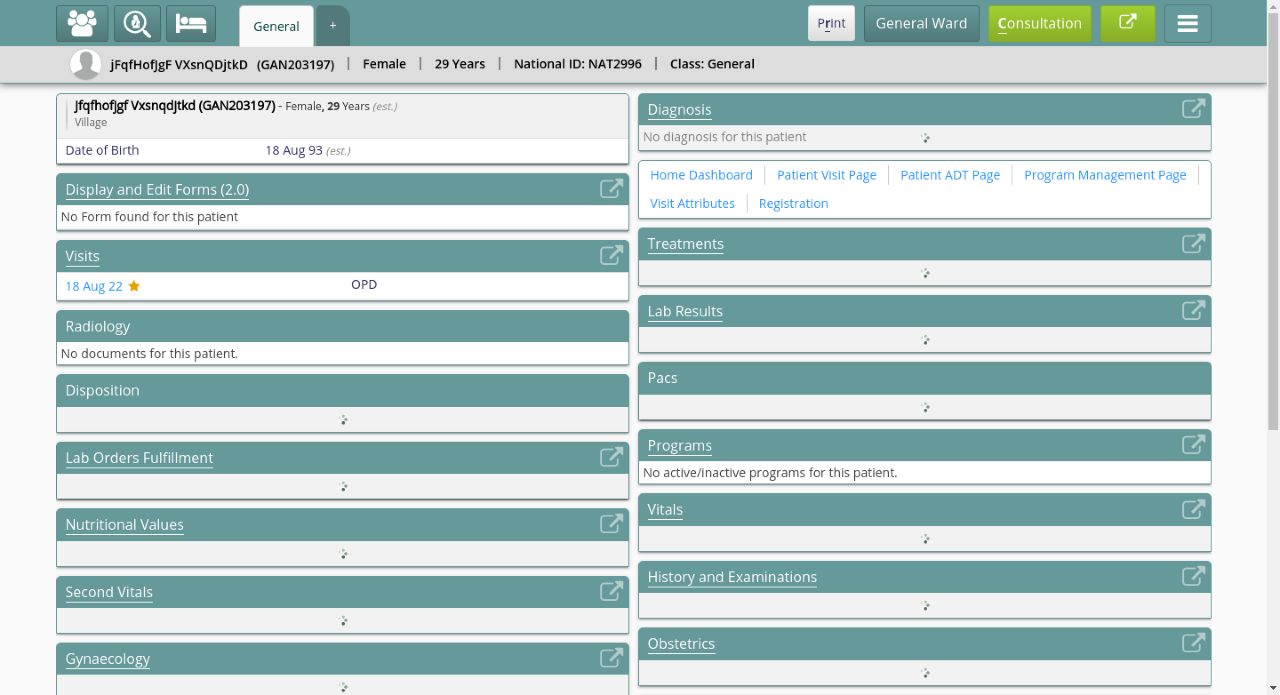 General
+
Print
General Ward
Consultation
jFqfHofJgF VXsnQDjtkD (GAN203197) | Female | 29 Years | National ID: NAT2996 | Class: General
Jfqfhofjgf Vxsnqdjtkd (GAN203197) - Female, 29 Years (est.)
Village
Date of Birth 18 Aug 93 (est.)
Display and Edit Forms (2.0)
No Form found for this patient
Visits
18 Aug 22 OPD
Radiology
No documents for this patient.
Disposition
Lab Orders Fulfillment
Nutritional Values
Second Vitals
Gynaecology
Diagnosis
No diagnosis for this patient
Home Dashboard Patient Visit Page Patient ADT Page Program Management Page
Visit Attributes Registration
Treatments
Lab Results
Pacs
Programs
No active/inactive programs for this patient.
Vitals
History and Examinations
Obstetrics